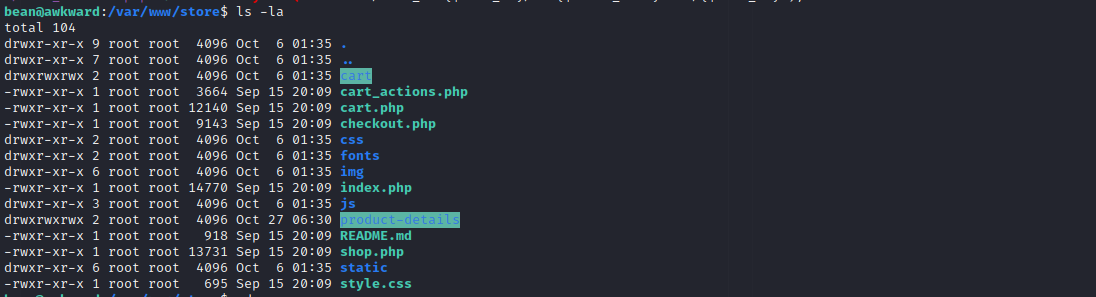 bean@awkward:/var/www/store$ ls -la
total 104
drwxr-xr-x 9 root root  4096 Oct  6 01:35 .
drwxr-xr-x 7 root root  4096 Oct  6 01:35 ..
drwxrwxrwx 2 root root  4096 Oct  6 01:35 cart
-rwxr-xr-x 1 root root  3664 Sep 15 20:09 cart_actions.php
-rwxr-xr-x 1 root root 12140 Sep 15 20:09 cart.php
-rwxr-xr-x 1 root root  9143 Sep 15 20:09 checkout.php
drwxr-xr-x 2 root root  4096 Oct  6 01:35 css
drwxr-xr-x 2 root root  4096 Oct  6 01:35 fonts
drwxr-xr-x 6 root root  4096 Oct  6 01:35 img
-rwxr-xr-x 1 root root 14770 Sep 15 20:09 index.php
drwxr-xr-x 3 root root  4096 Oct  6 01:35 js
drwxrwxrwx 2 root root  4096 Oct 27 06:30 product-details
-rwxr-xr-x 1 root root   918 Sep 15 20:09 README.md
-rwxr-xr-x 1 root root 13731 Sep 15 20:09 shop.php
drwxr-xr-x 6 root root  4096 Oct  6 01:35 static
-rwxr-xr-x 1 root root   695 Sep 15 20:09 style.css